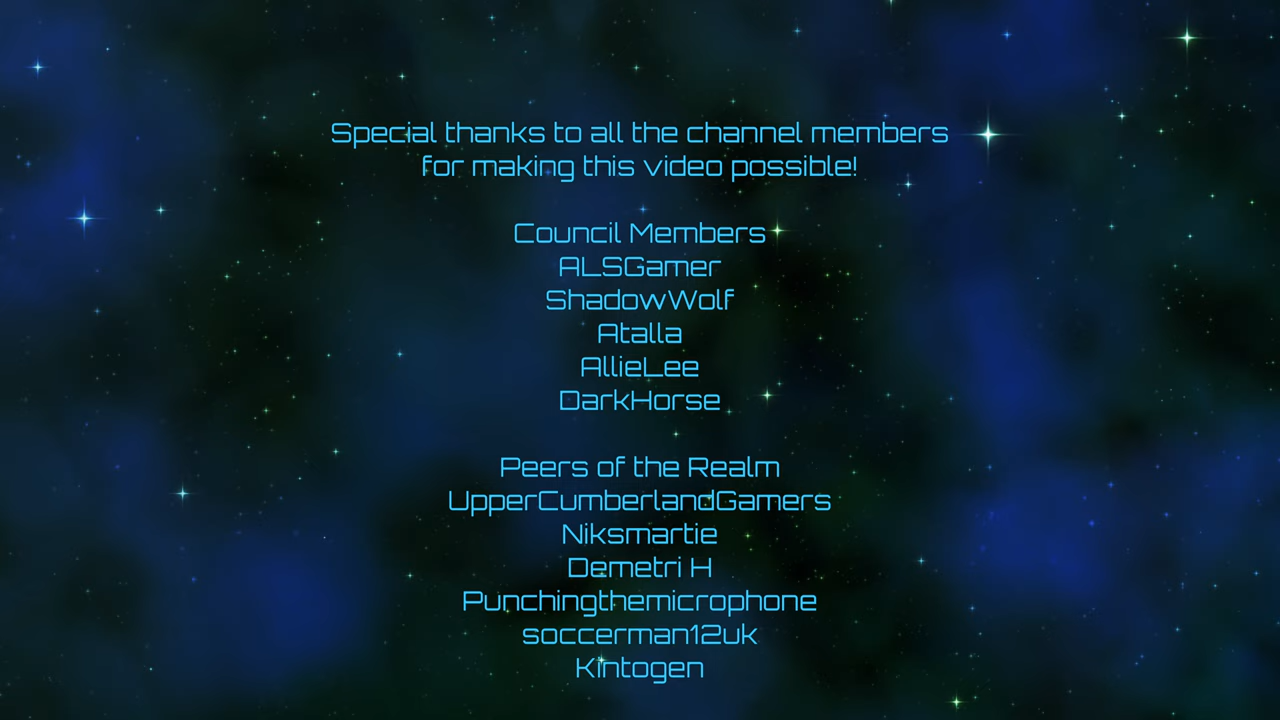 Special thanks to all the channel members
for making this video possible!
Council Members
ALSGamer
ShadowWolf
Atalla
AllieLee
DarkHorse
Peers of the Realm
UpperCumberlandGamers
Niksmartie
Demetri H
Punchingthemicrophone
soccerman12uk
Kintogen